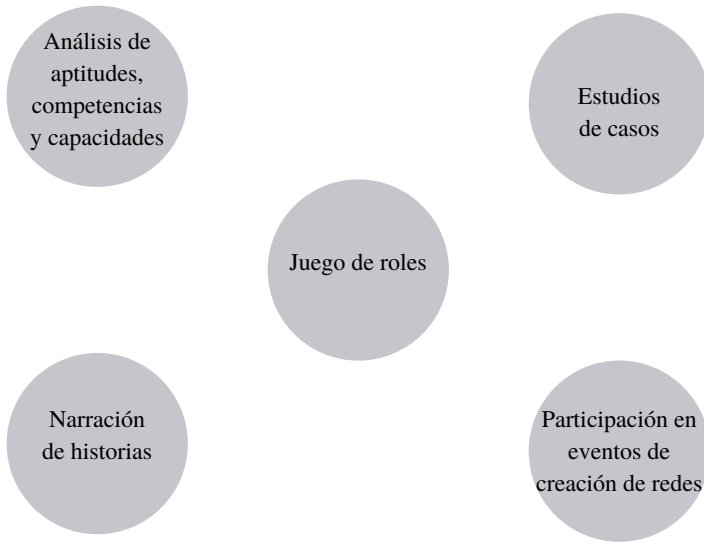 Análisis de
aptitudes,
competencias
y capacidades
Estudios
de casos
Juego de roles
Narración
de historias
Participación en
eventos de
creación de redes